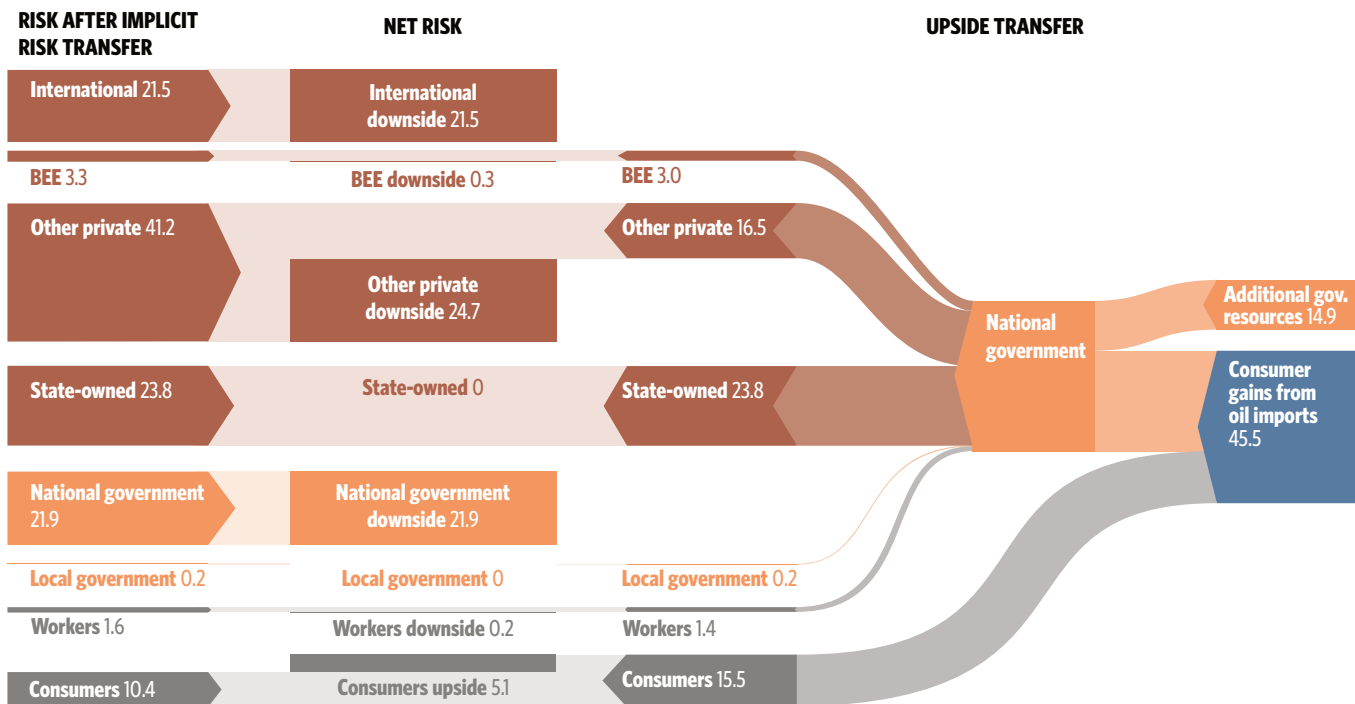 RISK AFTER IMPLICIT
RISK TRANSFER
NET RISK
UPSIDE TRANSFER
International 21.5
International
downside 21.5
BEE 3.3
BEE downside 0.3
BEE 3.0
Other private 41.2
Other private 16.5
Other private
downside 24.7
National
government
Additional gov.
resources 14.9
State-owned 23.8
State-owned 0
State-owned 23.8
Consumer
gains from
oil imports
45.5
National government
21.9
National government
downside 21.9
Local government 0.2
Local government 0
Local government 0.2
Workers 1.6
Workers downside 0.2
Workers 1.4
Consumers 10.4
Consumers upside 5.1
Consumers 15.5